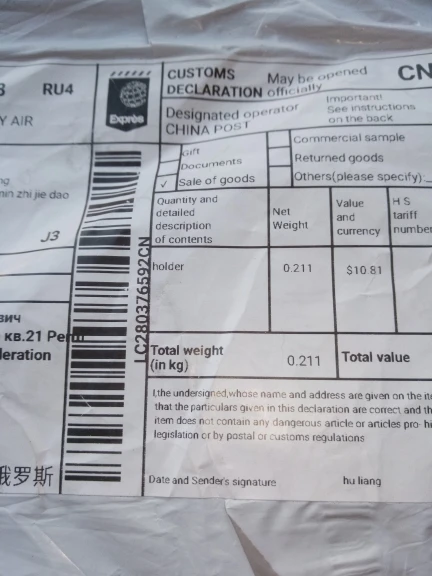 RU4
Y AIR
Exprès
CUSTOMS
DECLARATION
May be opened
officially
CN
Designated operator
CHINA POST
Important!
See instructions
on the back
Gift
Documents
✓ Sale of goods
Commercial sample
Returned goods
Others(please specify):
min zhi jie dao
J3
Quantity and
detailed
description
of contents
Net
Weight
Value
and
currency
H S
tariff
number
holder
0.211
$10.81
LC280376592CN
вич
кв.21 Perm
deration
俄罗斯
Total weight
(in kg)
0.211
Total value
I,the undersigned,whose name and address are given on the
that the particulars given in this declaration are correct and
item does not contain any dangerous article or articles pro-
legislation or by postal or customs regulations
Date and Sender's signature
hu liang